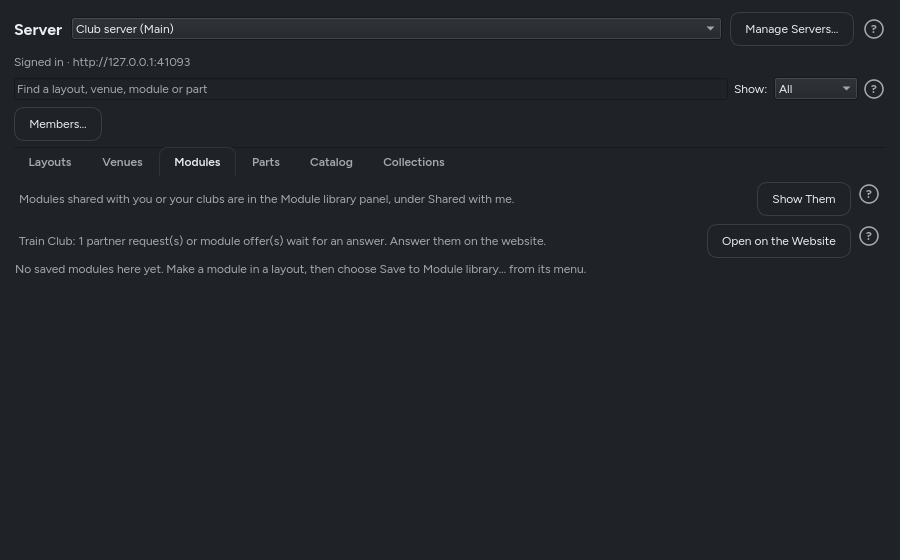 Server Club server (Main) Manage Servers... ?
Signed in · http://127.0.0.1:41093
Find a layout, venue, module or part Show: All ?
Members...
Layouts Venues Modules Parts Catalog Collections
Modules shared with you or your clubs are in the Module library panel, under Shared with me. Show Them ?
Train Club: 1 partner request(s) or module offer(s) wait for an answer. Answer them on the website. Open on the Website ?
No saved modules here yet. Make a module in a layout, then choose Save to Module library... from its menu.